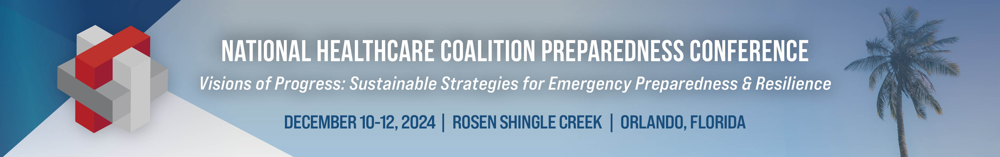 NATIONAL HEALTHCARE COALITION PREPAREDNESS CONFERENCE
Visions of Progress: Sustainable Strategies for Emergency Preparedness & Resilience
DECEMBER 10-12, 2024 | ROSEN SHINGLE CREEK | ORLANDO, FLORIDA